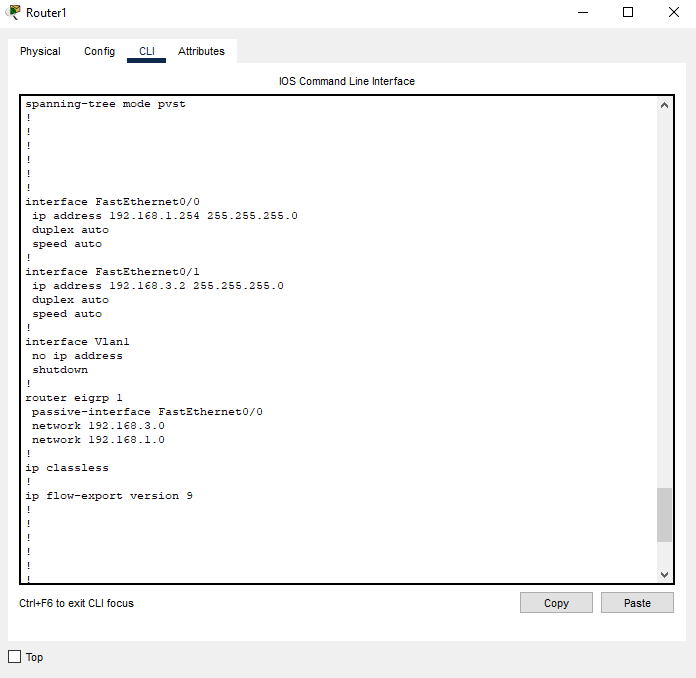 Router1
Physical Config CLI Attributes
IOS Command Line Interface
spanning-tree mode pvst
!
!
!
!
!
!
interface FastEthernet0/0
 ip address 192.168.1.254 255.255.255.0
 duplex auto
 speed auto
!
interface FastEthernet0/1
 ip address 192.168.3.2 255.255.255.0
 duplex auto
 speed auto
!
interface Vlan1
 no ip address
 shutdown
!
router eigrp 1
 passive-interface FastEthernet0/0
 network 192.168.3.0
 network 192.168.1.0
!
ip classless
!
ip flow-export version 9
!
!
!
!
!
!
Ctrl+F6 to exit CLI focus
Copy Paste
Top